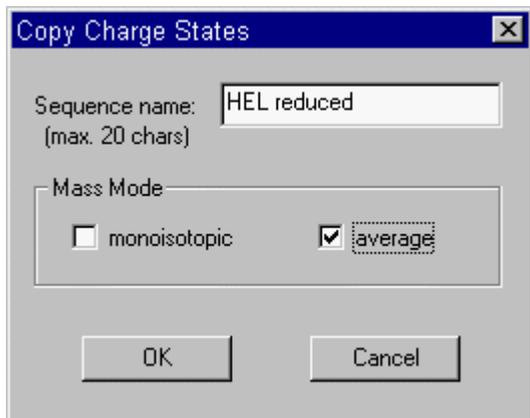 Copy Charge States
Sequence name: HEL reduced
(max. 20 chars)
Mass Mode
monoisotopic average
OK Cancel